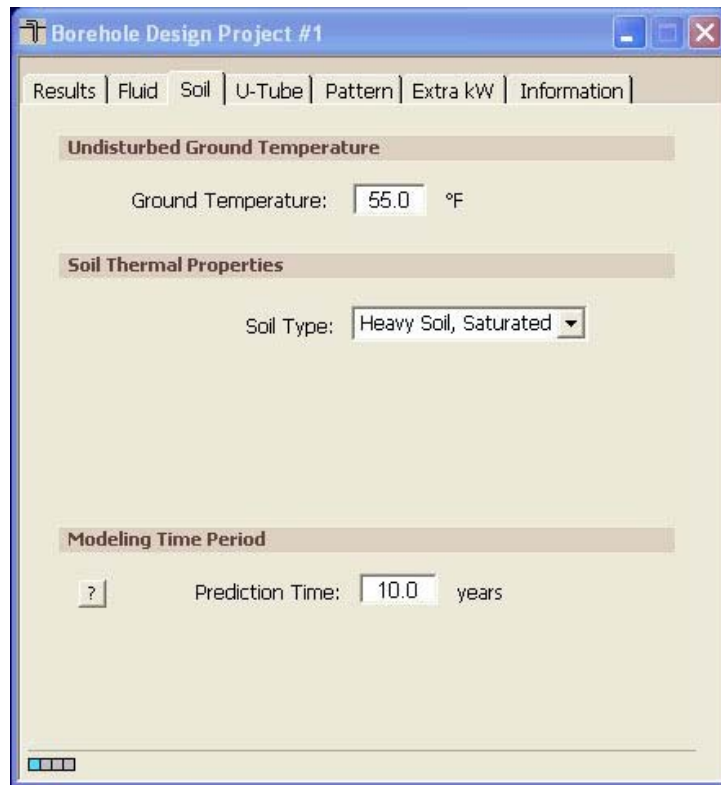 Borehole Design Project #1
Results Fluid Soil U-Tube Pattern Extra kW Information
Undisturbed Ground Temperature
Ground Temperature: 55.0 °F
Soil Thermal Properties
Soil Type: Heavy Soil, Saturated
Modeling Time Period
? Prediction Time: 10.0 years